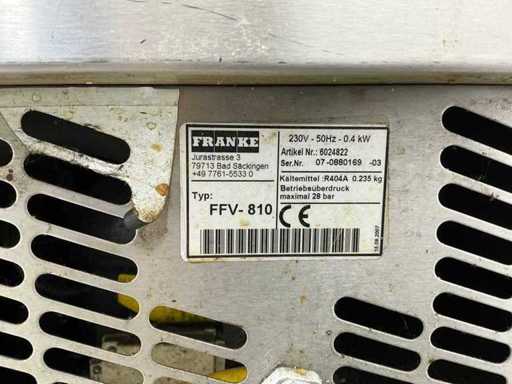 FRANKE
Jurastrasse 3
79713 Bad Säckingen
+49 7761-5533 0
Typ:
FFV- 810
230V - 50Hz - 0.4 kW
Artikel Nr.: 6024822
Ser.Nr. 07-0880169 -03
Kältemittel :R404A 0.235 kg
Betriebsüberdruck
maximal 28 bar
CE